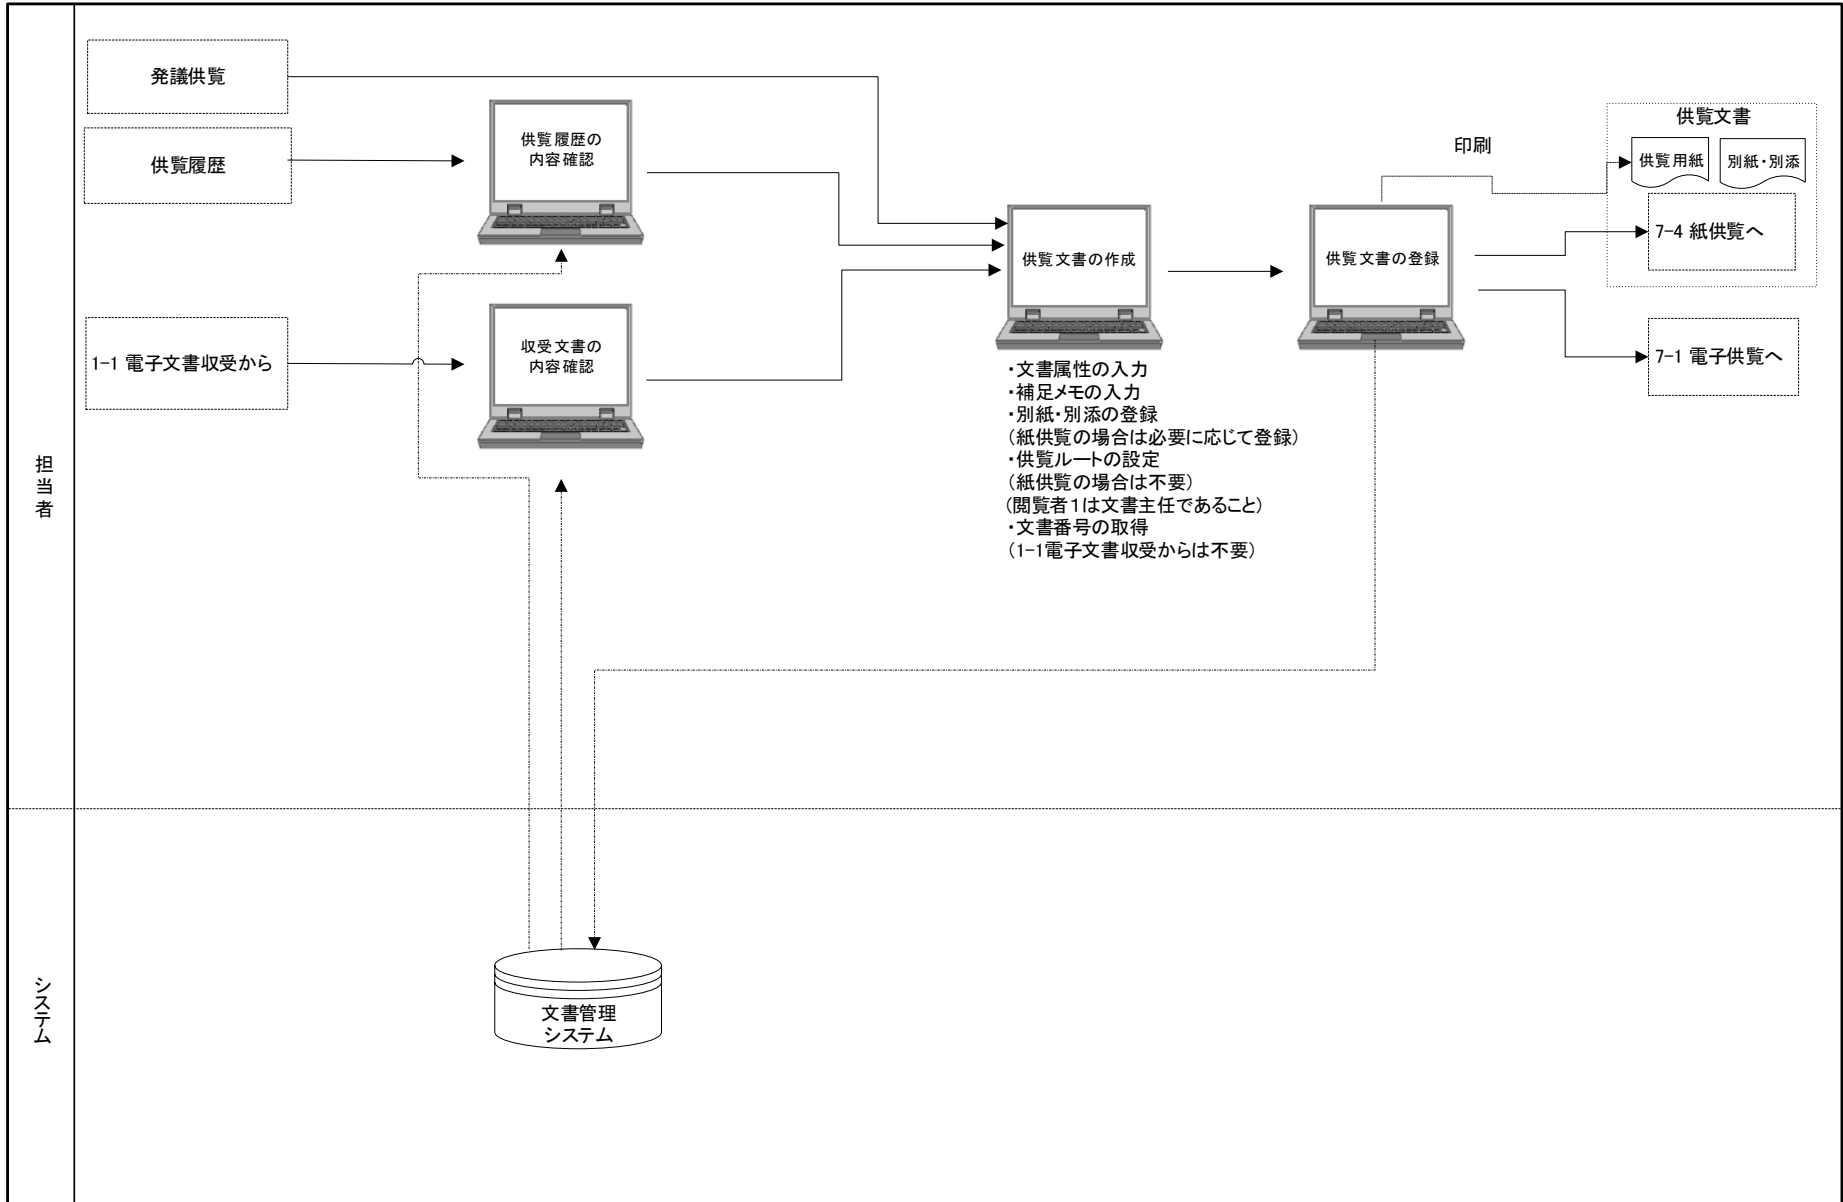 発議供覧
供覧履歴
1-1 電子文書収受から
供覧履歴の
内容確認
収受文書の
内容確認
供覧文書の作成
・文書属性の入力
・補足メモの入力
・別紙・別添の登録
(紙供覧の場合は必要に応じて登録)
・供覧ルートの設定
(紙供覧の場合は不要)
(閲覧者1は文書主任であること)
・文書番号の取得
(1-1電子文書収受からは不要)
供覧文書の登録
印刷
供覧文書
供覧用紙
別紙・別添
7-4 紙供覧へ
7-1 電子供覧へ
担当者
システム
文書管理
システム